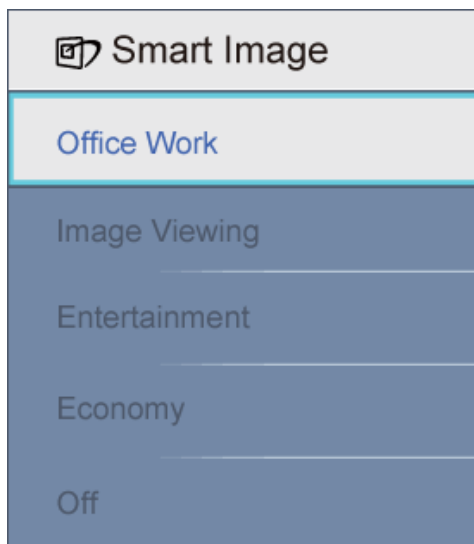 Smart Image
Office Work
Image Viewing
Entertainment
Economy
Off